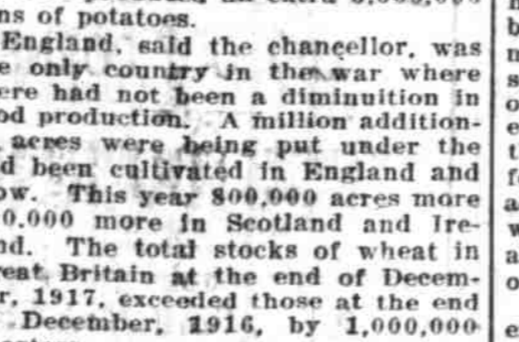 ns of potatoes.
England, said the chancellor, was
e only country in the war where
ere had not been a diminuition in
od production. A million addition-
acres were being put under the
d been cultivated in England and
ow. This year 800,000 acres more
0.000 more in Scotland and Ire-
nd. The total stocks of wheat in
reat Britain at the end of Decem-
r, 1917, exceeded those at the end
December, 1916, by 1,000,000